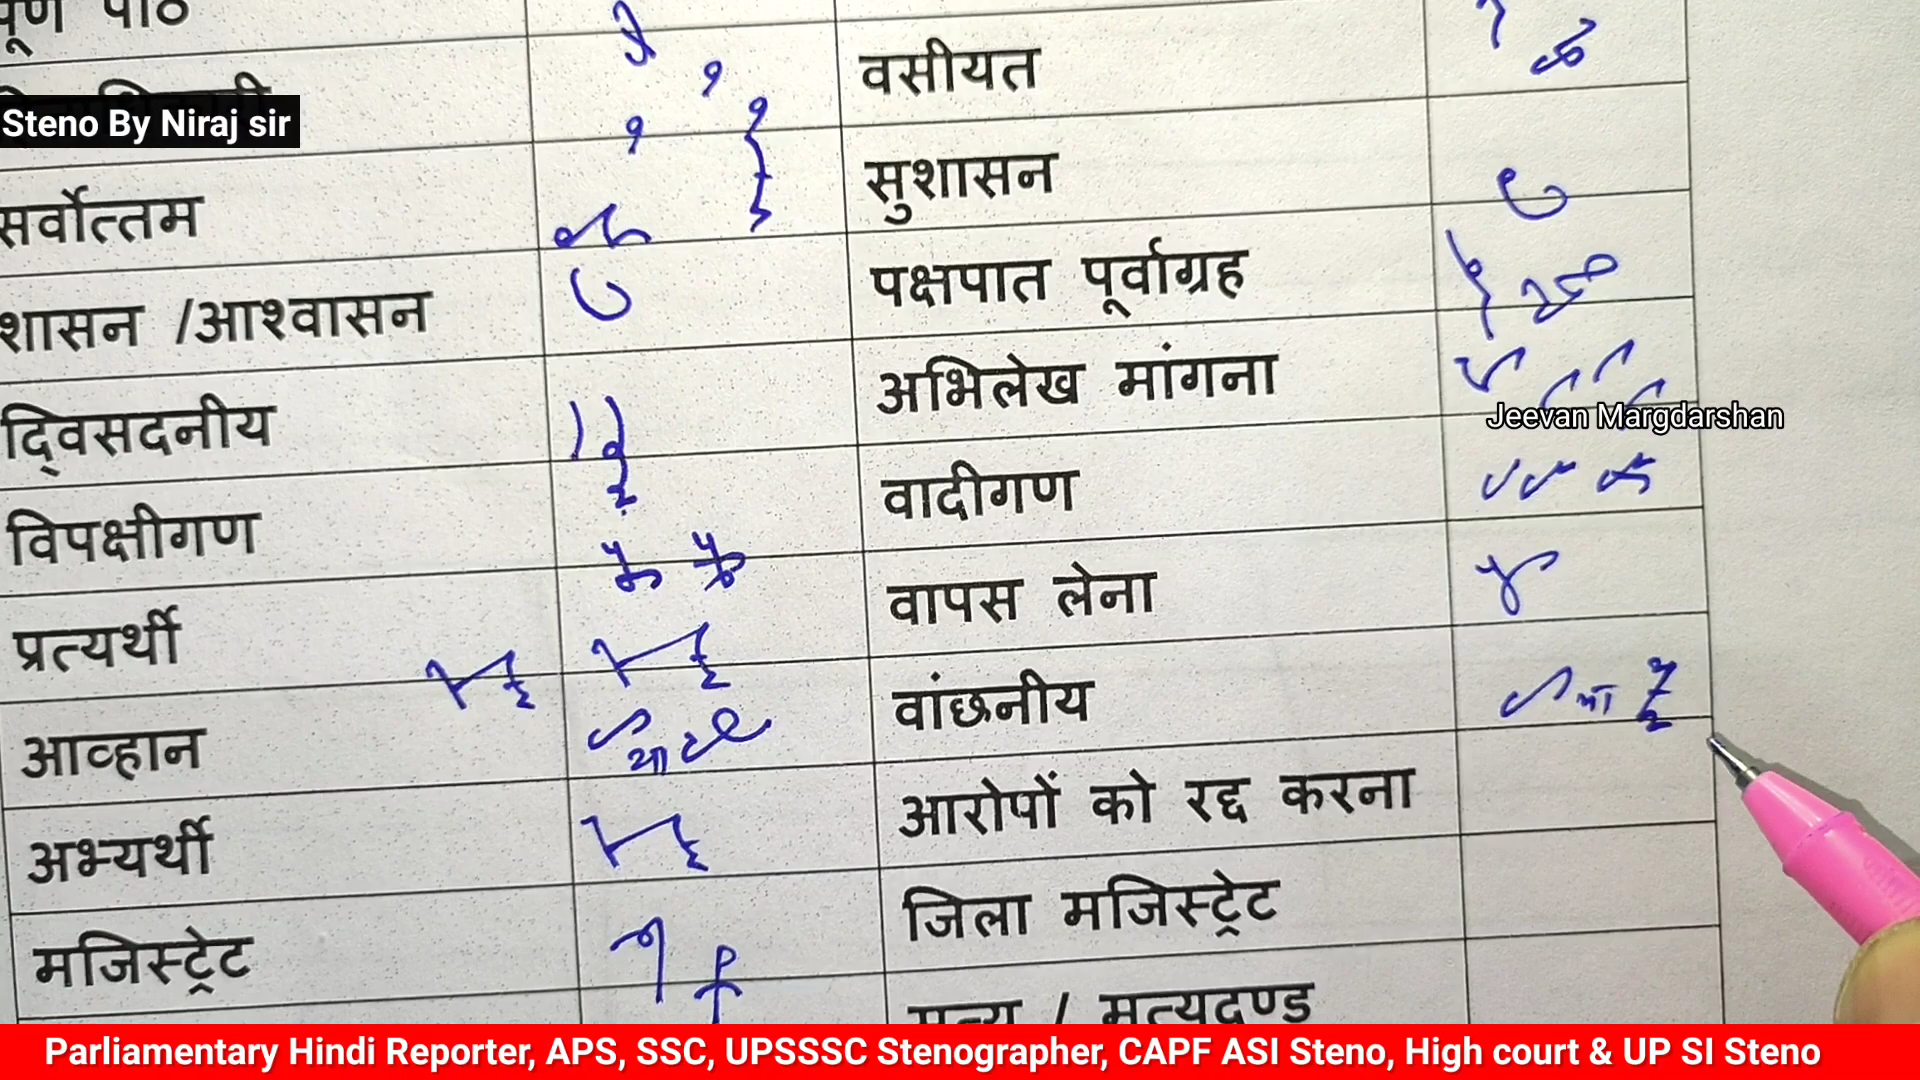 पूर्ण पाठ
वसीयत
Steno By Niraj sir
सुशासन
सर्वोत्तम
पक्षपात पूर्वाग्रह
शासन /आश्वासन
अभिलेख मांगना
Jeevan Margdarshan
द्विसदनीय
वादीगण
विपक्षीगण
वापस लेना
प्रत्यर्थी
वांछनीय
या
आव्हान
या
आरोपों को रद्द करना
अभ्यर्थी
जिला मजिस्ट्रेट
मजिस्ट्रेट
/ मृत्युदण्ड
Parliamentary Hindi Reporter, APS, SSC, UPSSSC Stenographer, CAPF ASI Steno, High court & UP SI Steno